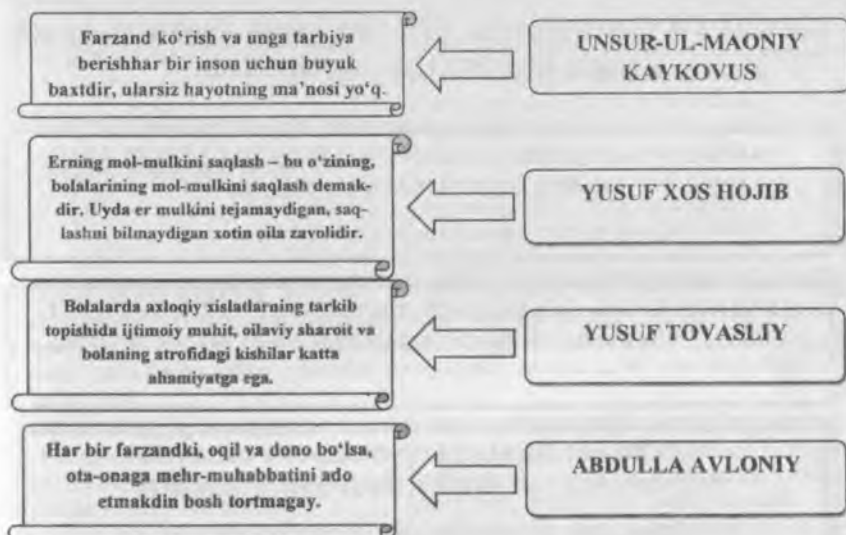 Farzand ko‘rish va unga tarbiya
berishhar bir inson uchun buyuk
baxtdir, ularsiz hayotning ma’nosi yo‘q.
UNSUR-UL-MAONIY
KAYKOVUS
Erning mol-mulkini saqlash – bu o‘zining,
bolalarining mol-mulkini saqlash demak-
dir. Uyda er mulkini tejamaydigan, saq-
lashni bilmaydigan xotin oila zavolidir.
YUSUF XOS HOJIB
Bolalarda axloqiy xislatlarning tarkib
topishida ijtimoiy muhit, oilaviy sharoit va
bolaning atrofidagi kishilar katta
ahamiyatga ega.
YUSUF TOVASLIY
Har bir farzandki, oqil va dono bo‘lsa,
ota-onaga mehr-muhabbatini ado
etmakdin bosh tortmagay.
ABDULLA AVLONIY